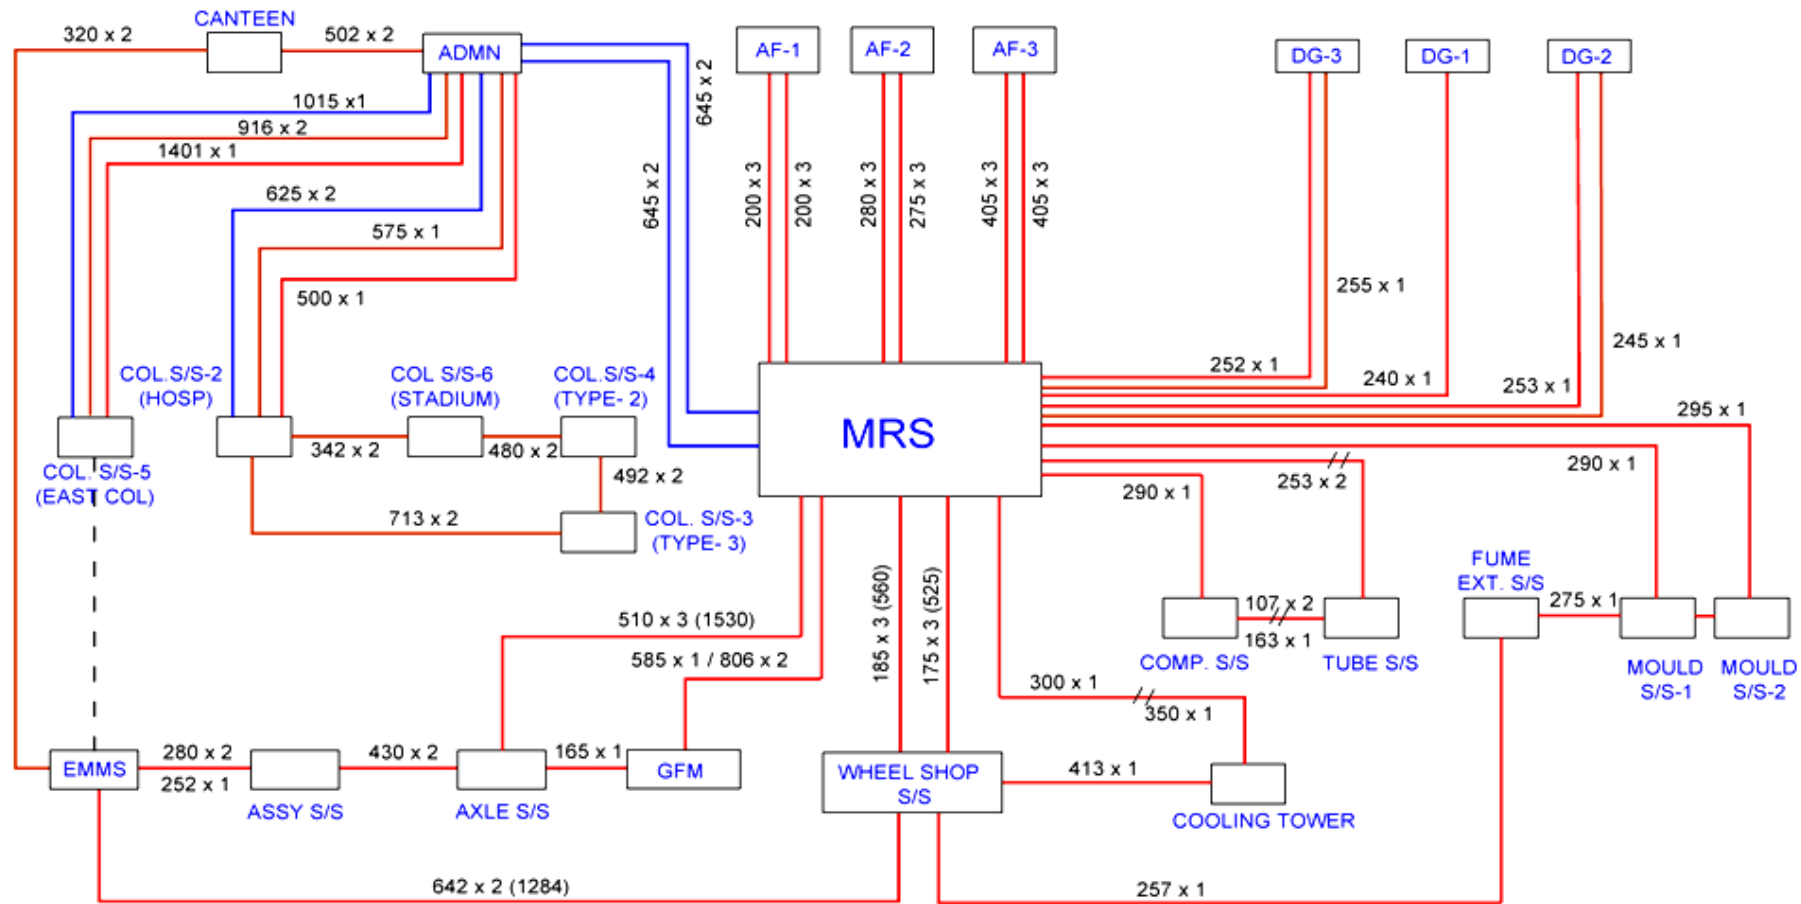 CANTEEN
320 x 2
502 x 2
ADMN
AF-1
AF-2
AF-3
DG-3
DG-1
DG-2
1015 x1
916 x 2
1401 x 1
625 x 2
575 x 1
500 x 1
645 x 2
645 x 2
200 x 3
200 x 3
280 x 3
275 x 3
405 x 3
405 x 3
255 x 1
245 x 1
252 x 1
240 x 1
253 x 1
295 x 1
COL.S/S-2
(HOSP)
COL S/S-6
(STADIUM)
COL.S/S-4
(TYPE- 2)
MRS
342 x 2
480 x 2
492 x 2
COL. S/S-5
(EAST COL)
713 x 2
COL. S/S-3
(TYPE- 3)
290 x 1
253 x 2
290 x 1
FUME
EXT. S/S
510 x 3 (1530)
585 x 1 / 806 x 2
185 x 3 (560)
175 x 3 (525)
107 x 2
163 x 1
275 x 1
COMP. S/S
TUBE S/S
MOULD
S/S-1
MOULD
S/S-2
300 x 1
350 x 1
EMMS
280 x 2
252 x 1
430 x 2
165 x 1
GFM
WHEEL SHOP
S/S
413 x 1
ASSY S/S
AXLE S/S
COOLING TOWER
642 x 2 (1284)
257 x 1